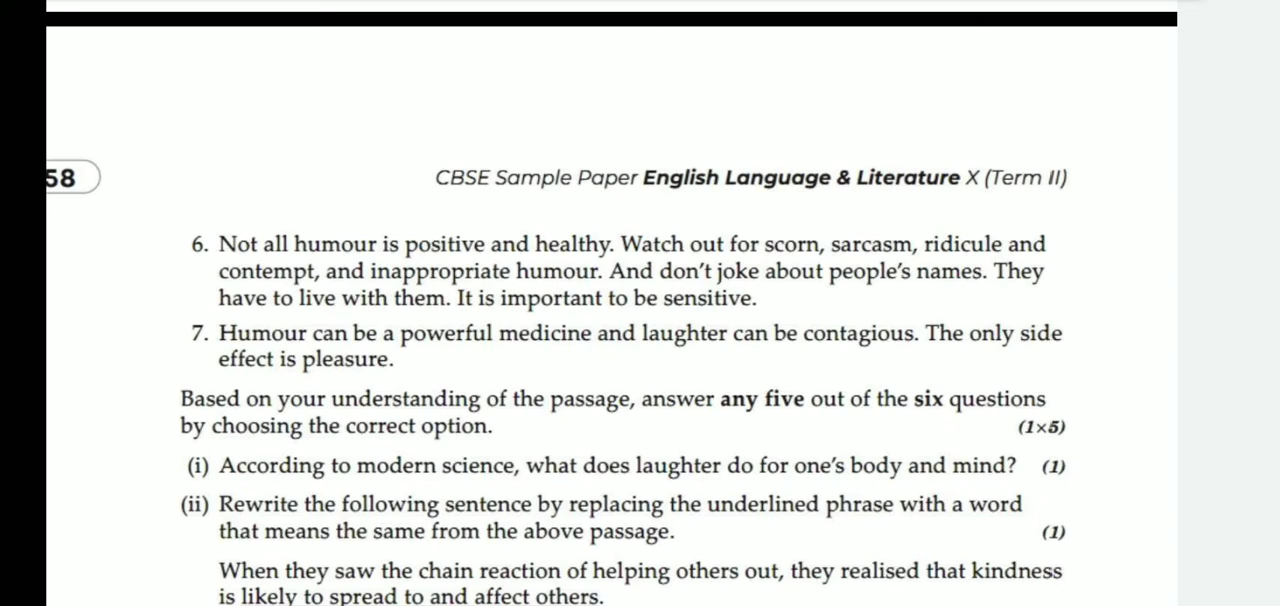 58
CBSE Sample Paper English Language & Literature X (Term II)
6. Not all humour is positive and healthy. Watch out for scorn, sarcasm, ridicule and
contempt, and inappropriate humour. And don't joke about people's names. They
have to live with them. It is important to be sensitive.
7. Humour can be a powerful medicine and laughter can be contagious. The only side
effect is pleasure.
Based on your understanding of the passage, answer any five out of the six questions
by choosing the correct option. (1×5)
(i) According to modern science, what does laughter do for one's body and mind? (1)
(ii) Rewrite the following sentence by replacing the underlined phrase with a word
that means the same from the above passage. (1)
When they saw the chain reaction of helping others out, they realised that kindness
is likely to spread to and affect others.